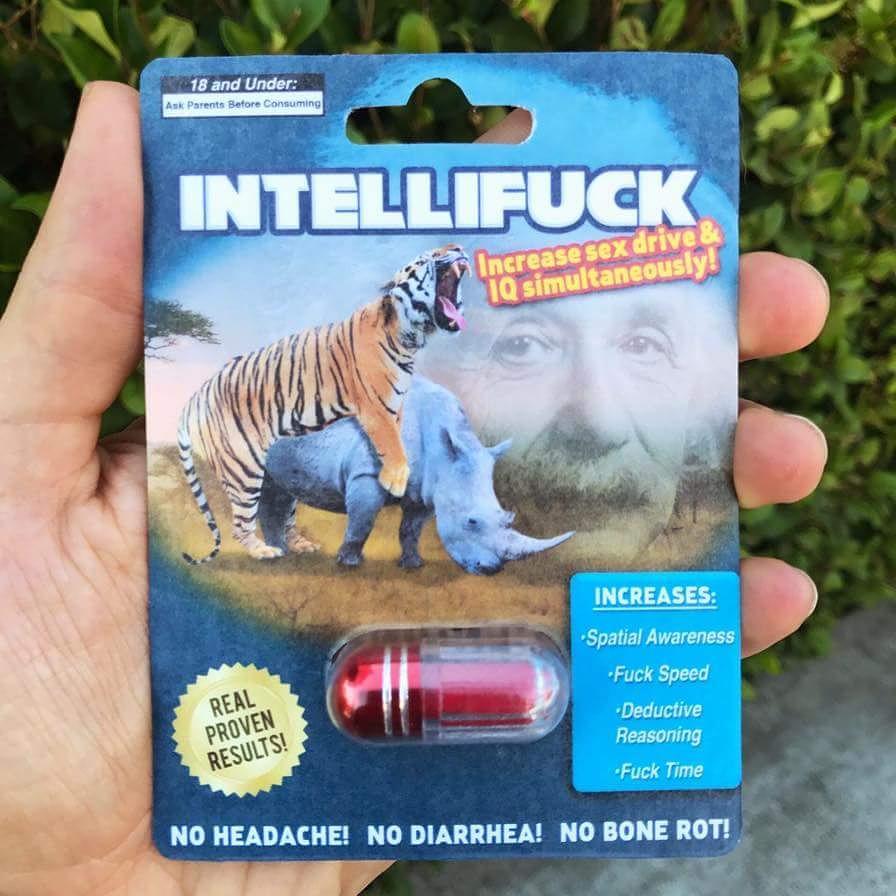 18 and Under:
Ask Parents Before Consuming
INTELLIFUCK
Increase sex drive &
IQ simultaneously!
INCREASES:
·Spatial Awareness
·Fuck Speed
·Deductive
Reasoning
·Fuck Time
REAL
PROVEN
RESULTS!
NO HEADACHE! NO DIARRHEA! NO BONE ROT!